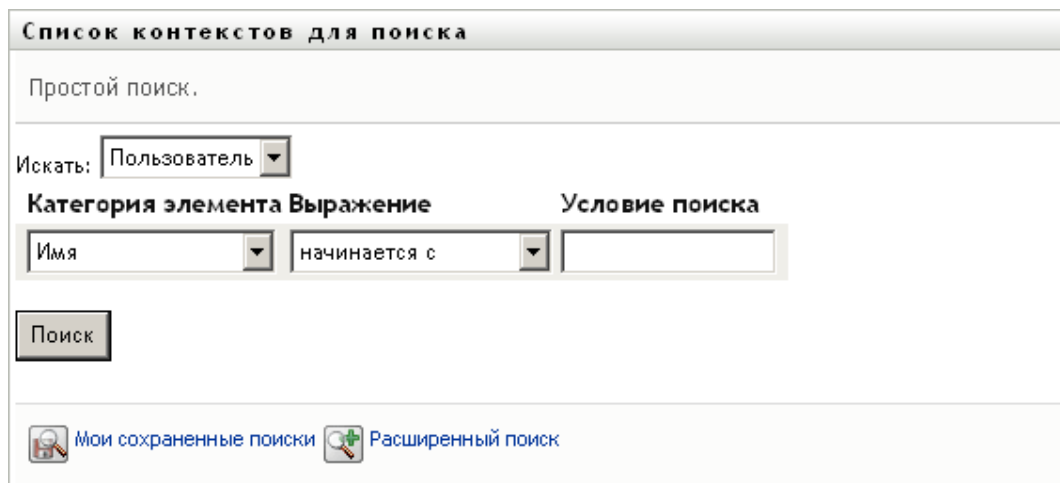 Список контекстов для поиска
Простой поиск.
Искать: Пользователь
Категория элемента Выражение Условие поиска
Имя начинается с
Поиск
Мои сохраненные поиски Расширенный поиск